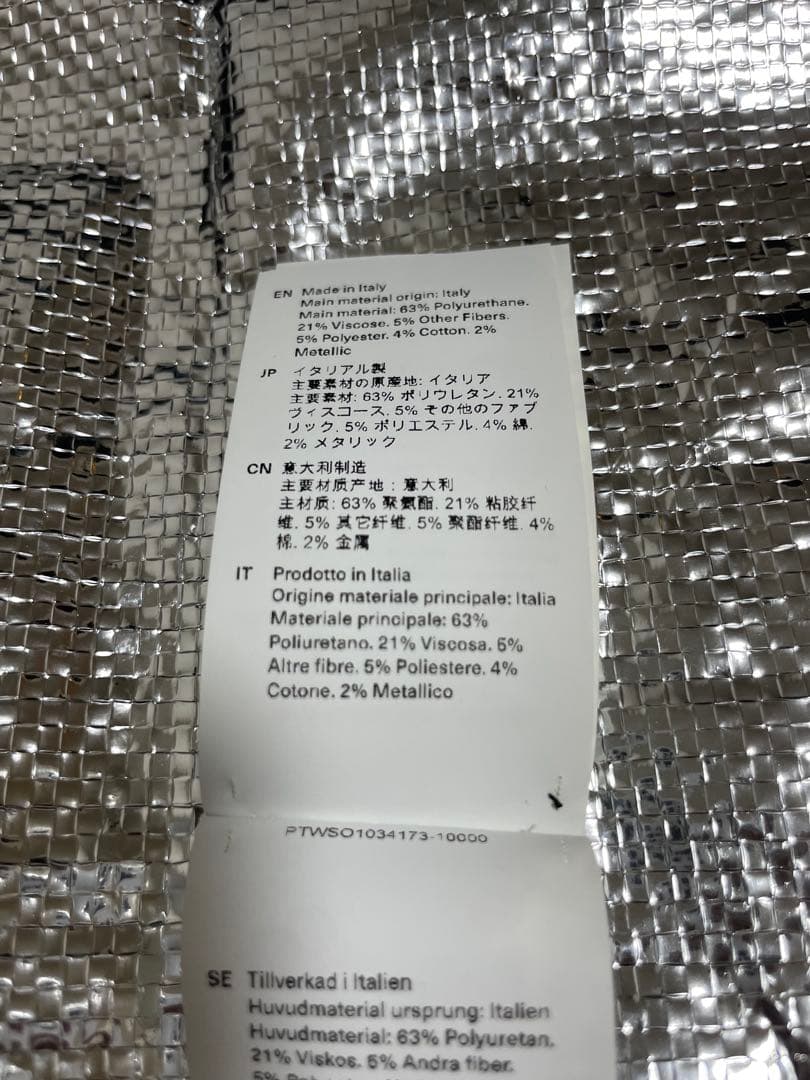 EN Made in Italy
Main material origin: Italy
Main material: 63% Polyurethane.
21% Viscose. 5% Other Fibers.
5% Polyester. 4% Cotton. 2%
Metallic
JP イタリアル製
主要素材の原産地: イタリア
主要素材: 63% ポリウレタン. 21%
ヴィスコース. 5% その他のファブ
リック. 5% ポリエステル. 4% 綿.
2% メタリック
CN 意大利制造
主要材质产地：意大利
主材质: 63% 聚氨酯. 21% 粘胶纤
维. 5% 其它纤维. 5% 聚酯纤维. 4%
棉. 2% 金属
IT Prodotto in Italia
Origine materiale principale: Italia
Materiale principale: 63%
Poliuretano. 21% Viscosa. 5%
Altre fibre. 5% Poliestere. 4%
Cotone. 2% Metallico
PTWSO1034173-10000
SE Tillverkad i Italien
Huvudmaterial ursprung: Italien
Huvudmaterial: 63% Polyuretan.
21% Viskos. 5% Andra fiber.